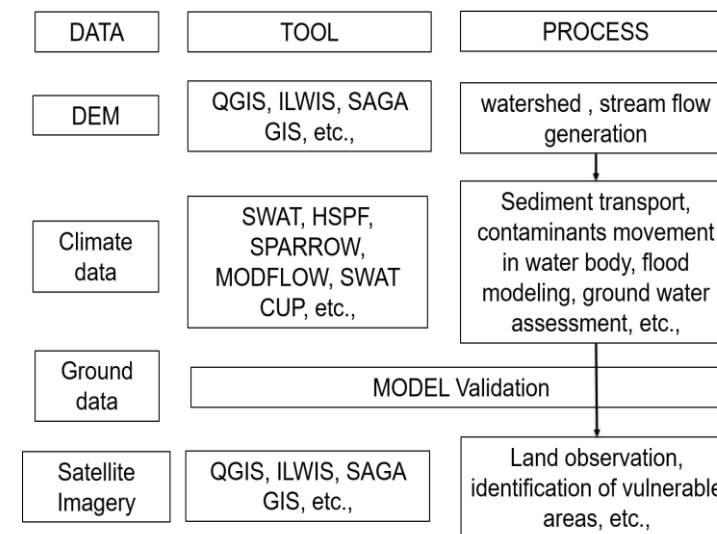 DATA
TOOL
PROCESS
DEM
QGIS, ILWIS, SAGA
GIS, etc.,
watershed , stream flow
generation
Climate
data
SWAT, HSPF,
SPARROW,
MODFLOW, SWAT
CUP, etc.,
Sediment transport,
contaminants movement
in water body, flood
modeling, ground water
assessment, etc.,
Ground
data
MODEL Validation
Satellite
Imagery
QGIS, ILWIS, SAGA
GIS, etc.,
Land observation,
identification of vulnerable
areas, etc.,